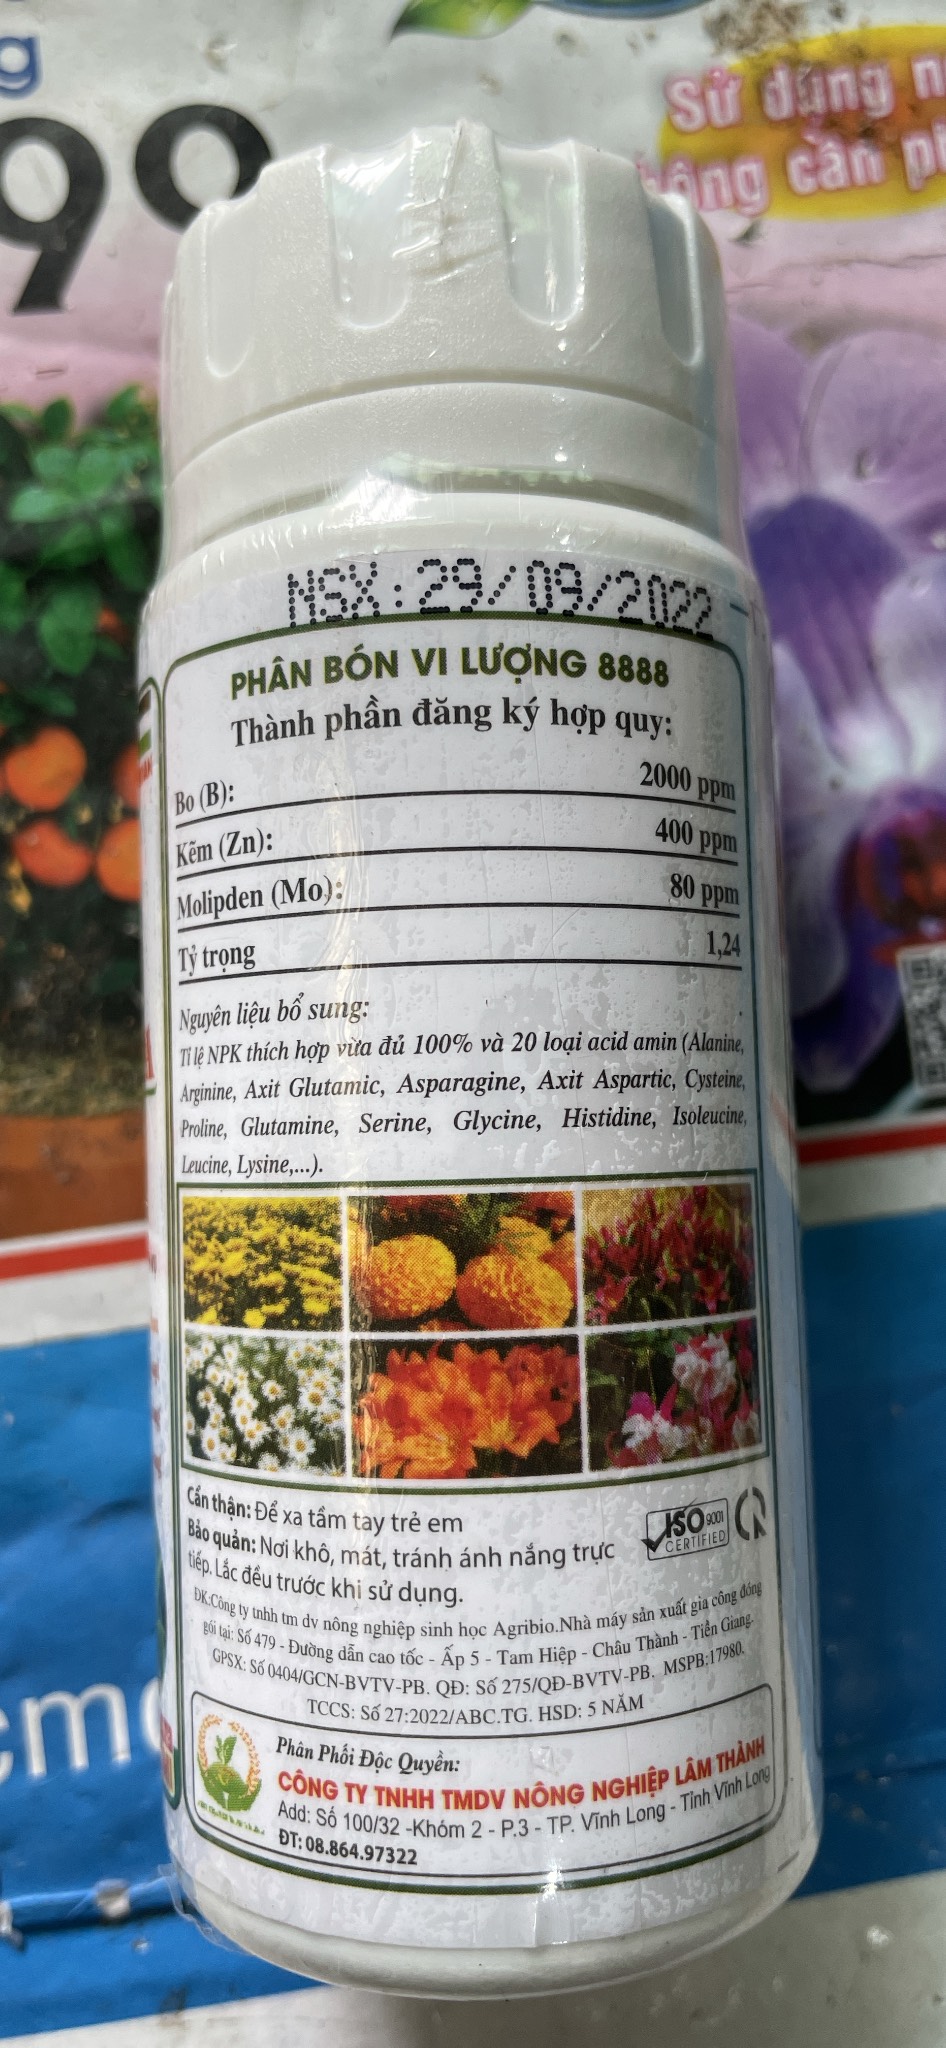 99
Sử dụng
cần
NSX: 29/09/2022
PHÂN BÓN VI LƯỢNG 8888
Thành phần đăng ký hợp quy:
Bo (B): 2000 ppm
Kẽm (Zn): 400 ppm
Molipden (Mo): 80 ppm
Tỷ trọng 1,24
Nguyên liệu bổ sung:
Tỉ lệ NPK thích hợp vừa đủ 100% và 20 loại acid amin (Alanine,
Arginine, Axit Glutamic, Asparagine, Axit Aspartic, Cysteine,
Proline, Glutamine, Serine, Glycine, Histidine, Isoleucine,
Leucine, Lysine,...).
Cẩn thận: Để xa tầm tay trẻ em
Bảo quản: Nơi khô, mát, tránh ánh nắng trực
tiếp. Lắc đều trước khi sử dụng.
ISO 9001
CERTIFIED
ĐK:Công ty tnhh tm dv nông nghiệp sinh học Agribio.Nhà máy sản xuất gia công đóng
gói tại: Số 479 - Đường dẫn cao tốc - Ấp 5 - Tam Hiệp - Châu Thành - Tiền Giang.
GPSX: Số 0404/GCN-BVTV-PB. QĐ: Số 275/QĐ-BVTV-PB. MSPB:17980.
TCCS: Số 27:2022/ABC.TG. HSD: 5 NĂM
Phân Phối Độc Quyền:
CÔNG TY TNHH TMDV NÔNG NGHIỆP LÂM THÀNH
Add: Số 100/32 -Khóm 2 - P.3 - TP. Vĩnh Long - Tỉnh Vĩnh Long
ĐT: 08.864.97322